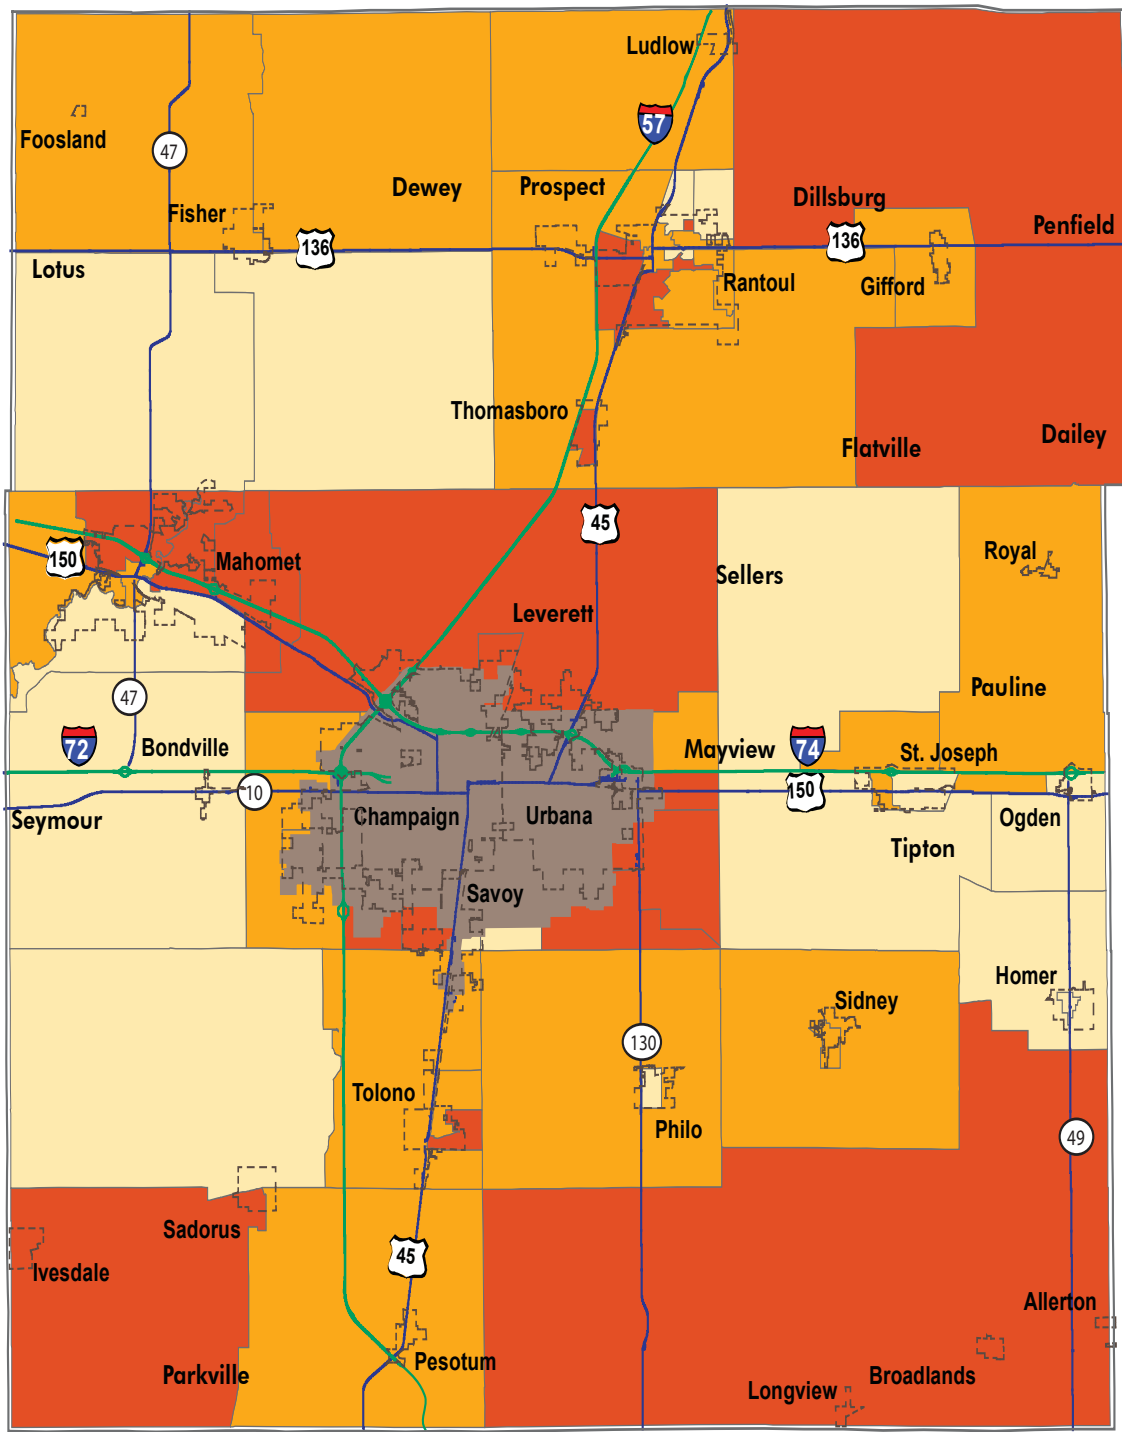 Ludlow
57
Foosland
47
Dewey
Prospect
Dillsburg
Fisher
136
136
Penfield
Lotus
Rantoul
Gifford
Thomasboro
Flatville
Dailey
45
150
Mahomet
Sellers
Royal
Leverett
47
Pauline
72
Bondville
74
Mayview
74
St. Joseph
10
150
Seymour
Champaign
Urbana
Ogden
Tipton
Savoy
Homer
Sidney
130
Tolono
Philo
49
Sadorus
45
Ivesdale
Allerton
Pesotum
Parkville
Broadlands
Longview